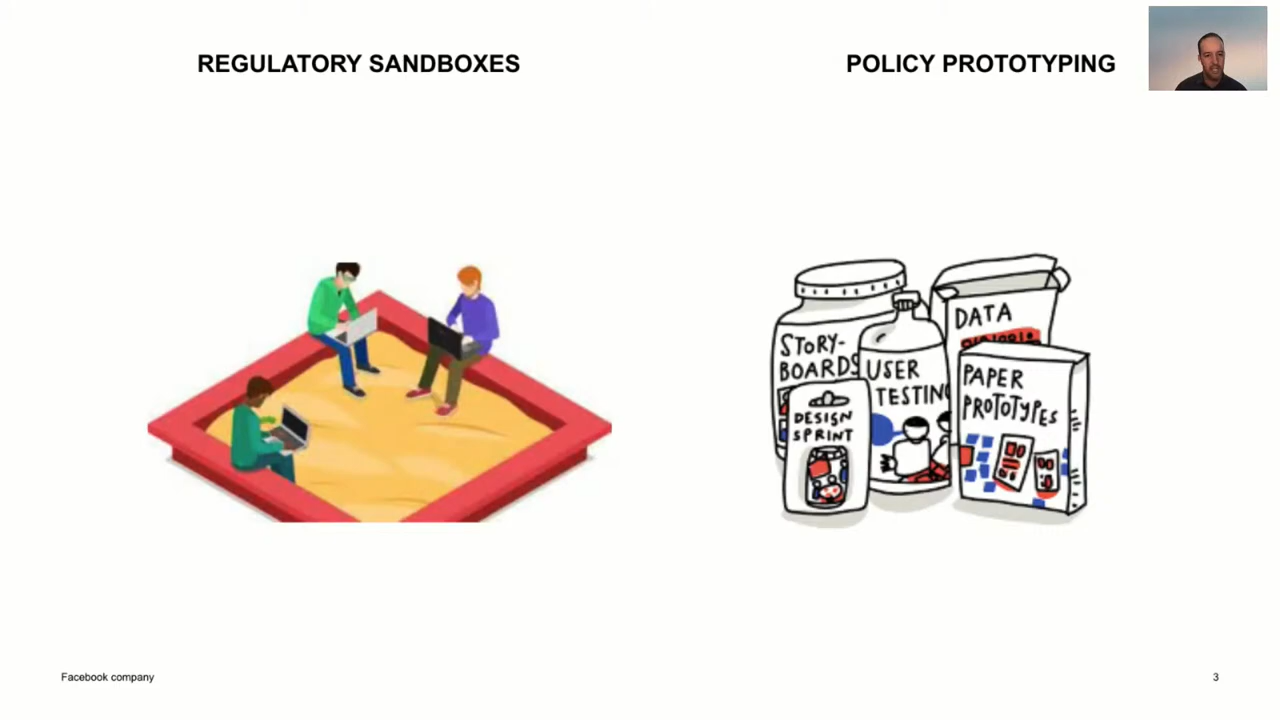 REGULATORY SANDBOXES
POLICY PROTOTYPING
STORY-
BOARDS
USER
TESTING
DATA
DESIGN
SPRINT
PAPER
PROTOTYPES
Facebook company
3